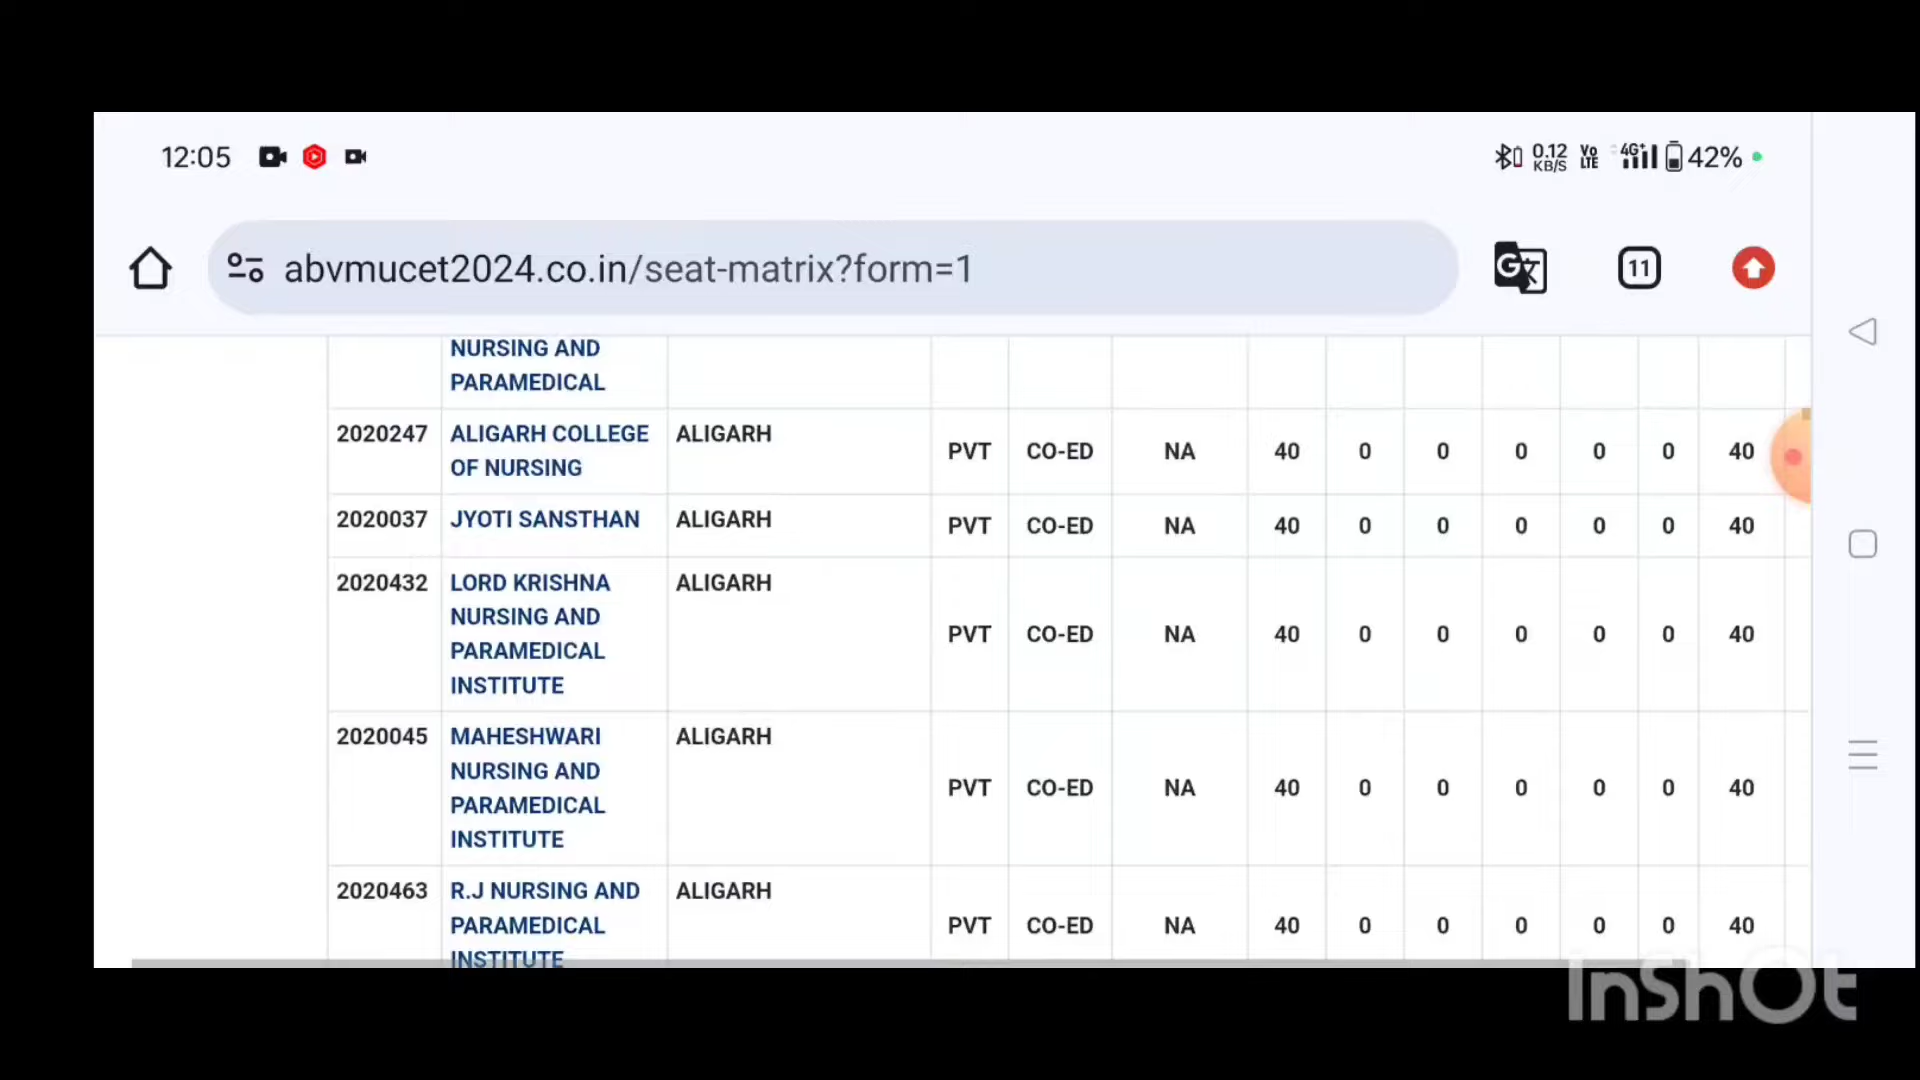 12:05 0.12 KB/S Vo LTE 4G+ 42%
abvmucet2024.co.in/seat-matrix?form=1 11
NURSING AND
PARAMEDICAL
2020247 ALIGARH COLLEGE ALIGARH
OF NURSING PVT CO-ED NA 40 0 0 0 0 0 40
2020037 JYOTI SANSTHAN ALIGARH PVT CO-ED NA 40 0 0 0 0 0 40
2020432 LORD KRISHNA ALIGARH
NURSING AND PVT CO-ED NA 40 0 0 0 0 0 40
PARAMEDICAL
INSTITUTE
2020045 MAHESHWARI ALIGARH
NURSING AND PVT CO-ED NA 40 0 0 0 0 0 40
PARAMEDICAL
INSTITUTE
2020463 R.J NURSING AND ALIGARH
PARAMEDICAL PVT CO-ED NA 40 0 0 0 0 0 40
INSTITUTE
InShOt